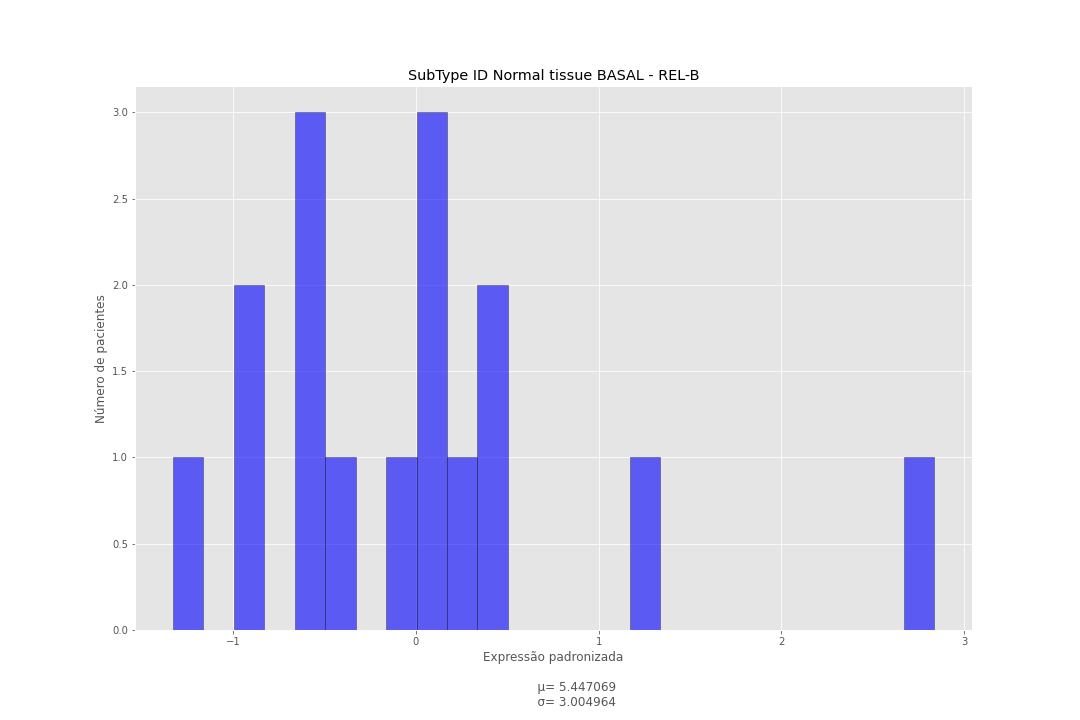 SubType ID Normal tissue BASAL - REL-B
3.0
2.5
2.0
1.5
1.0
0.5
0.0
Número de pacientes
−1
0
1
2
3
Expressão padronizada
μ= 5.447069
σ= 3.004964